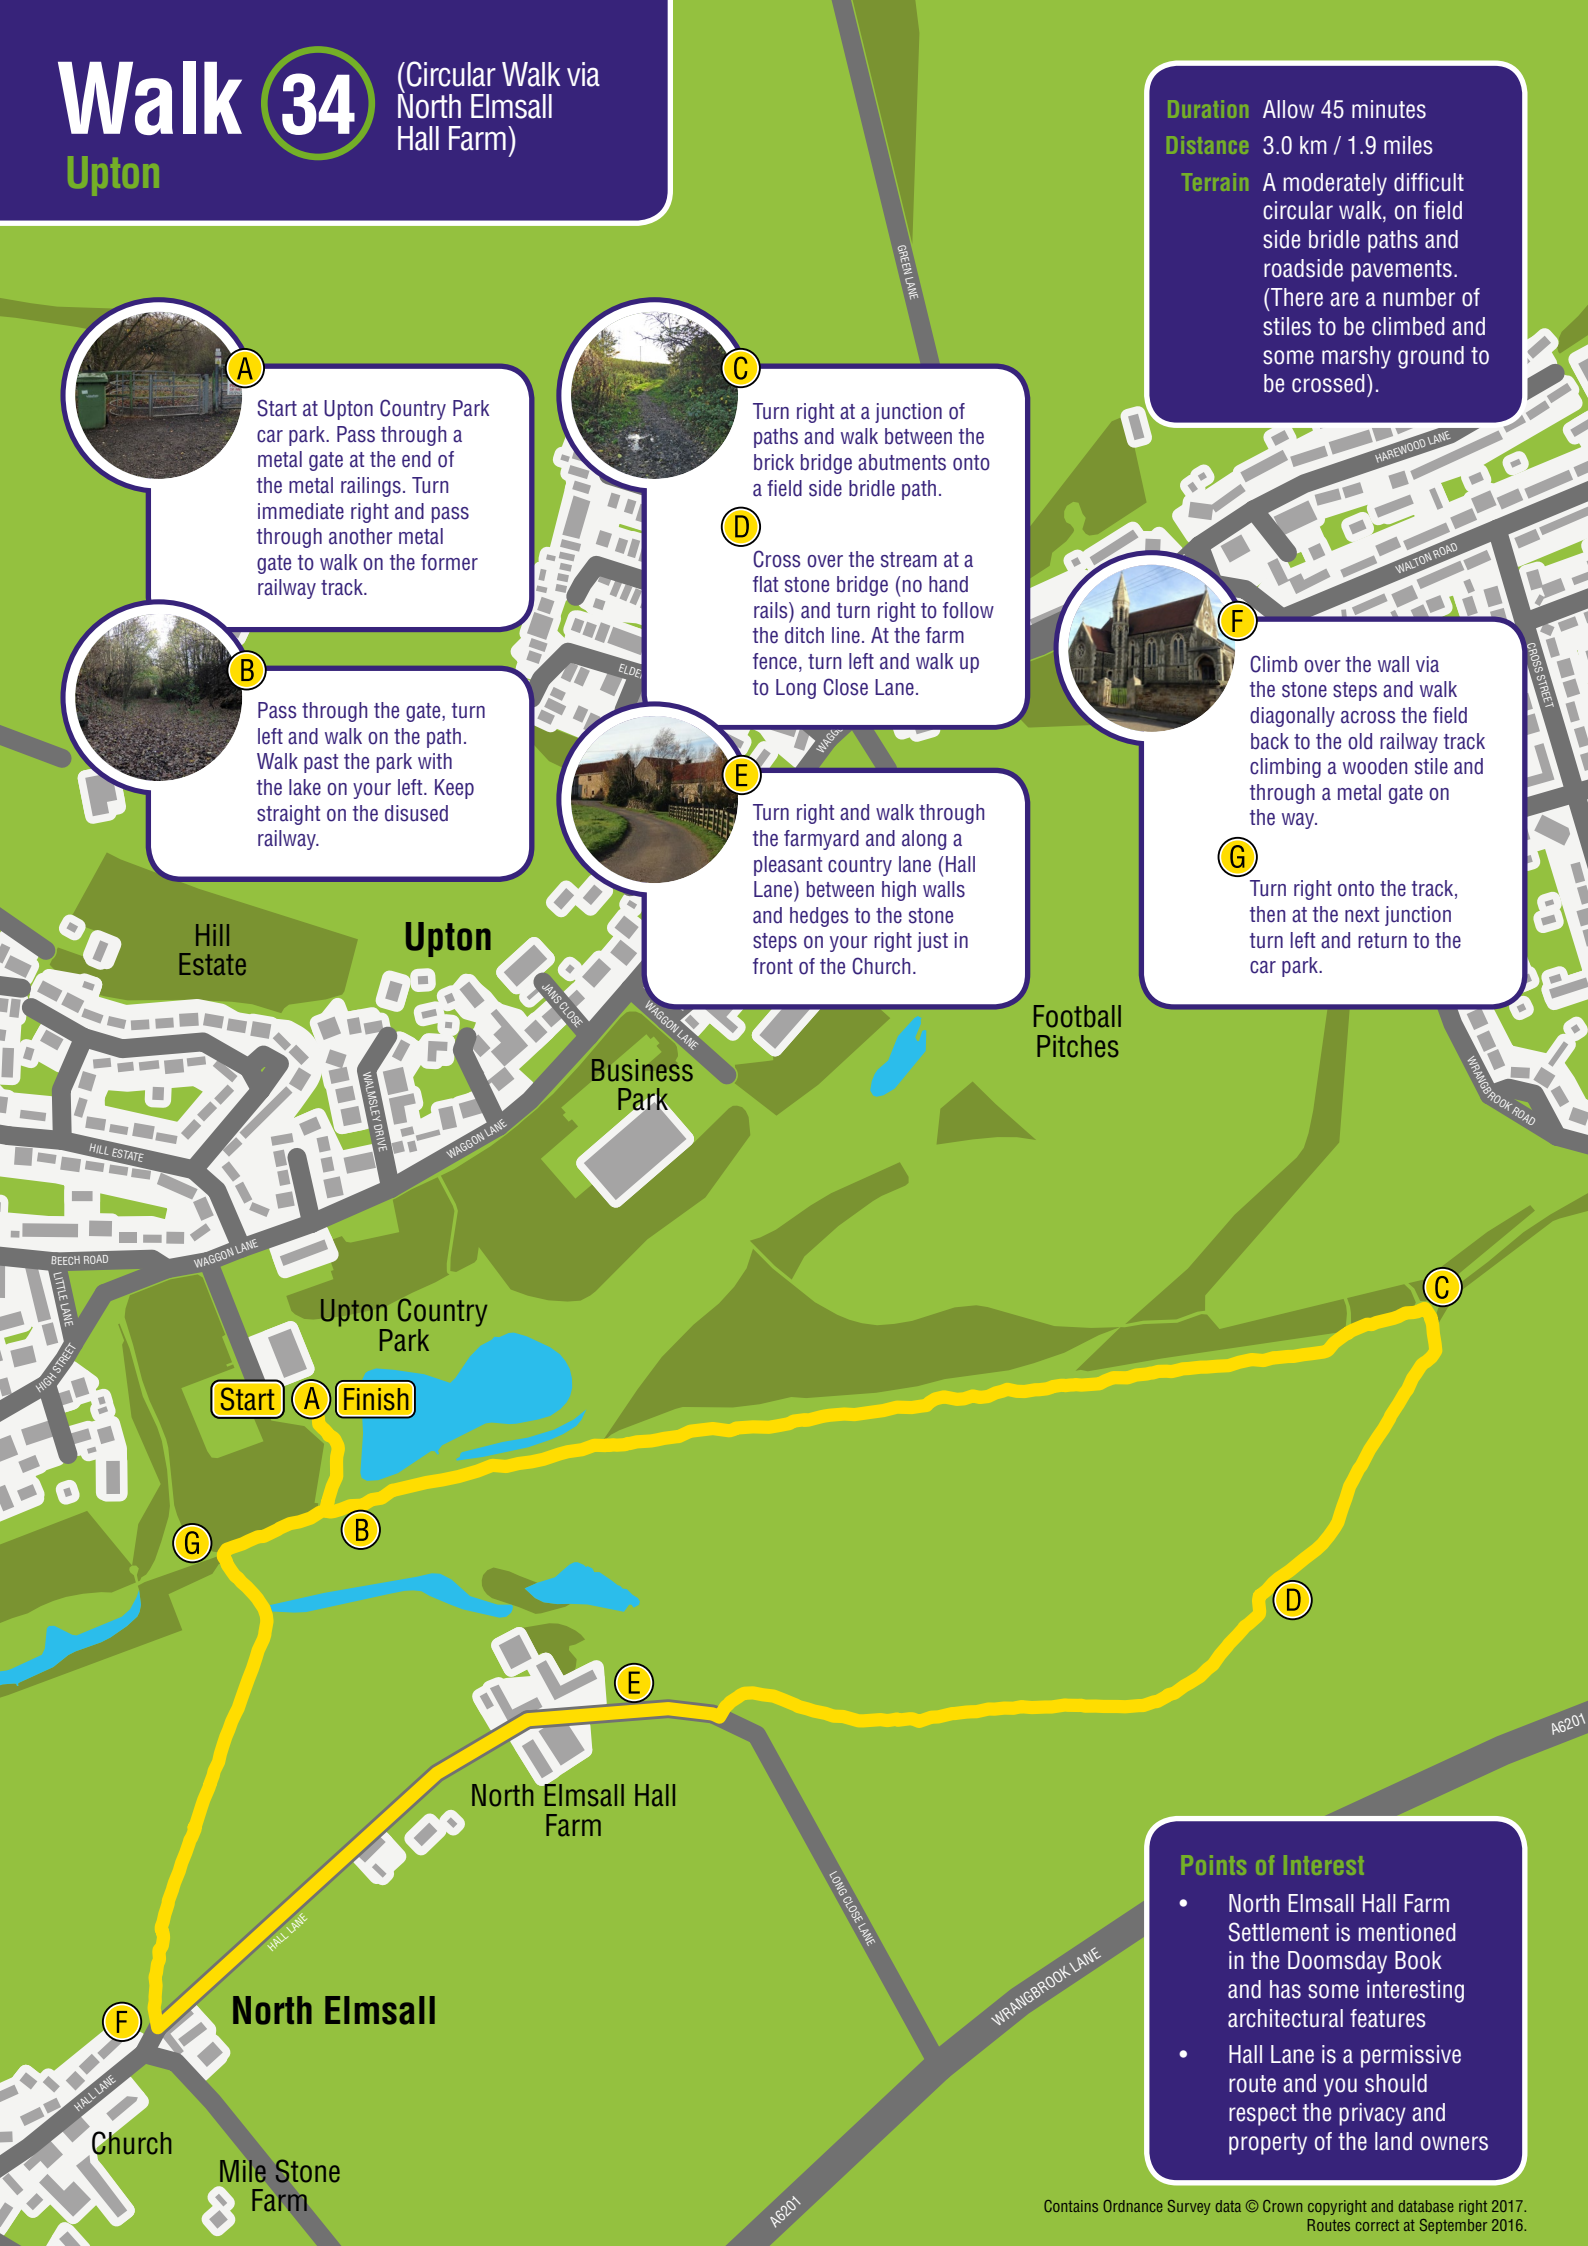 Walk 34
(Circular Walk via
North Elmsall
Hall Farm)
Upton
Duration Allow 45 minutes
Distance 3.0 km / 1.9 miles
Terrain A moderately difficult
circular walk, on field
side bridle paths and
roadside pavements.
(There are a number of
stiles to be climbed and
some marshy ground to
be crossed).
A
Start at Upton Country Park
car park. Pass through a
metal gate at the end of
the metal railings. Turn
immediate right and pass
through another metal
gate to walk on the former
railway track.
B
Pass through the gate, turn
left and walk on the path.
Walk past the park with
the lake on your left. Keep
straight on the disused
railway.
C
Turn right at a junction of
paths and walk between the
brick bridge abutments onto
a field side bridle path.
D
Cross over the stream at a
flat stone bridge (no hand
rails) and turn right to follow
the ditch line. At the farm
fence, turn left and walk up
to Long Close Lane.
E
Turn right and walk through
the farmyard and along a
pleasant country lane (Hall
Lane) between high walls
and hedges to the stone
steps on your right just in
front of the Church.
F
Climb over the wall via
the stone steps and walk
diagonally across the field
back to the old railway track
climbing a wooden stile and
through a metal gate on
the way.
G
Turn right onto the track,
then at the next junction
turn left and return to the
car park.
GREEN LANE
HAREWOOD LANE
WALTON ROAD
CROSS STREET
ELDE
WAGG
Hill
Estate
Upton
JANS CLOSE
WAGGON LANE
Football
Pitches
Business
Park
WRANGBROOK ROAD
WALMSLEY DRIVE
WAGGON LANE
HILL ESTATE
WAGGON LANE
BEECH ROAD
LITTLE LANE
HIGH STREET
Upton Country
Park
C
Start A Finish
B
G
D
E
A6201
North Elmsall Hall
Farm
LONG CLOSE LANE
HALL LANE
WRANGBROOK LANE
F
North Elmsall
HALL LANE
Church
Mile Stone
Farm
A6201
Points of Interest
• North Elmsall Hall Farm
Settlement is mentioned
in the Doomsday Book
and has some interesting
architectural features
• Hall Lane is a permissive
route and you should
respect the privacy and
property of the land owners
Contains Ordnance Survey data © Crown copyright and database right 2017.
Routes correct at September 2016.